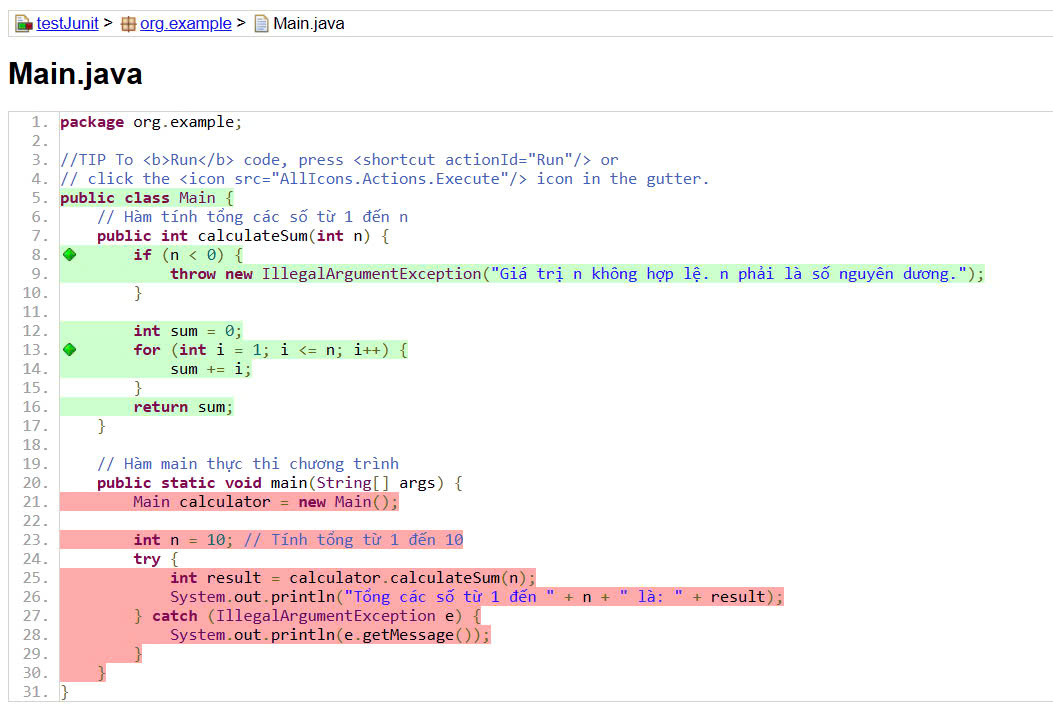 testJunit > org.example > Main.java
Main.java
1. package org.example;
2.
3. //TIP To <b>Run</b> code, press <shortcut actionId="Run"/> or
4. // click the <icon src="AllIcons.Actions.Execute"/> icon in the gutter.
5. public class Main {
6.     // Hàm tính tổng các số từ 1 đến n
7.     public int calculateSum(int n) {
8.         if (n < 0) {
9.             throw new IllegalArgumentException("Giá trị n không hợp lệ. n phải là số nguyên dương.");
10.         }
11.
12.         int sum = 0;
13.         for (int i = 1; i <= n; i++) {
14.             sum += i;
15.         }
16.         return sum;
17.     }
18.
19.     // Hàm main thực thi chương trình
20.     public static void main(String[] args) {
21.         Main calculator = new Main();
22.
23.         int n = 10; // Tính tổng từ 1 đến 10
24.         try {
25.             int result = calculator.calculateSum(n);
26.             System.out.println("Tổng các số từ 1 đến " + n + " là: " + result);
27.         } catch (IllegalArgumentException e) {
28.             System.out.println(e.getMessage());
29.         }
30.     }
31. }